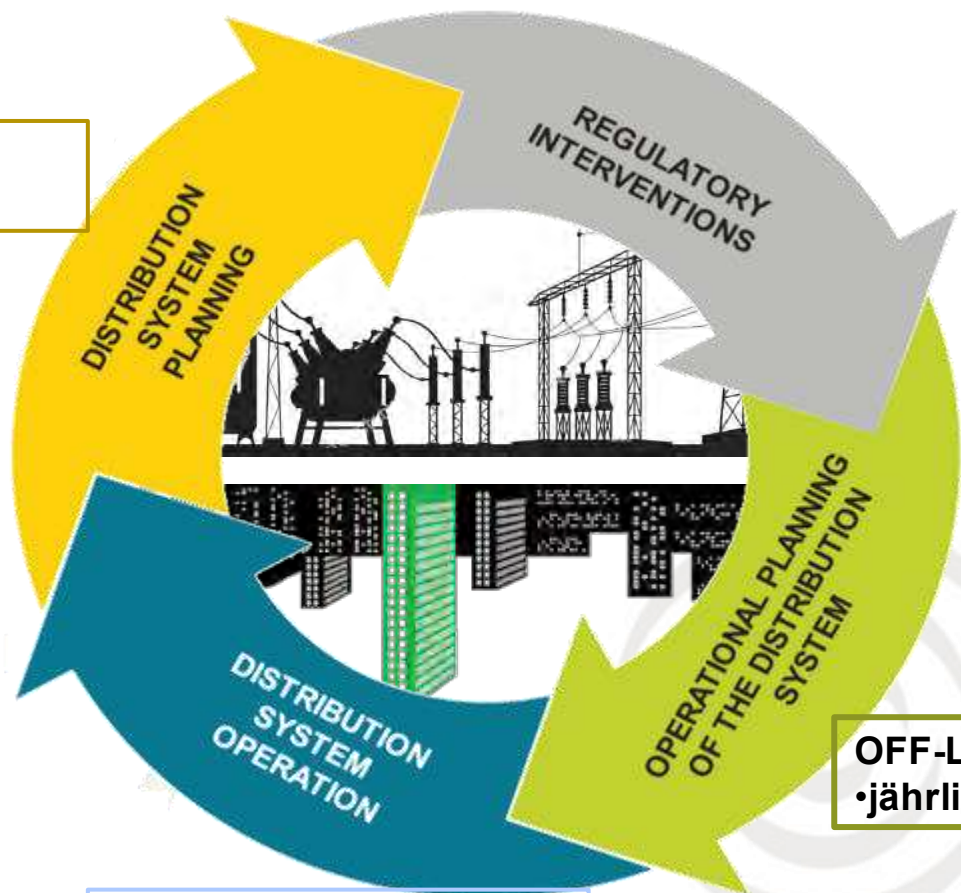 REGULATORY
INTERVENTIONS
DISTRIBUTION
SYSTEM
PLANNING
OPERATIONAL PLANNING
OF THE DISTRIBUTION
SYSTEM
DISTRIBUTION
SYSTEM
OPERATION
OFF-L
•jährli